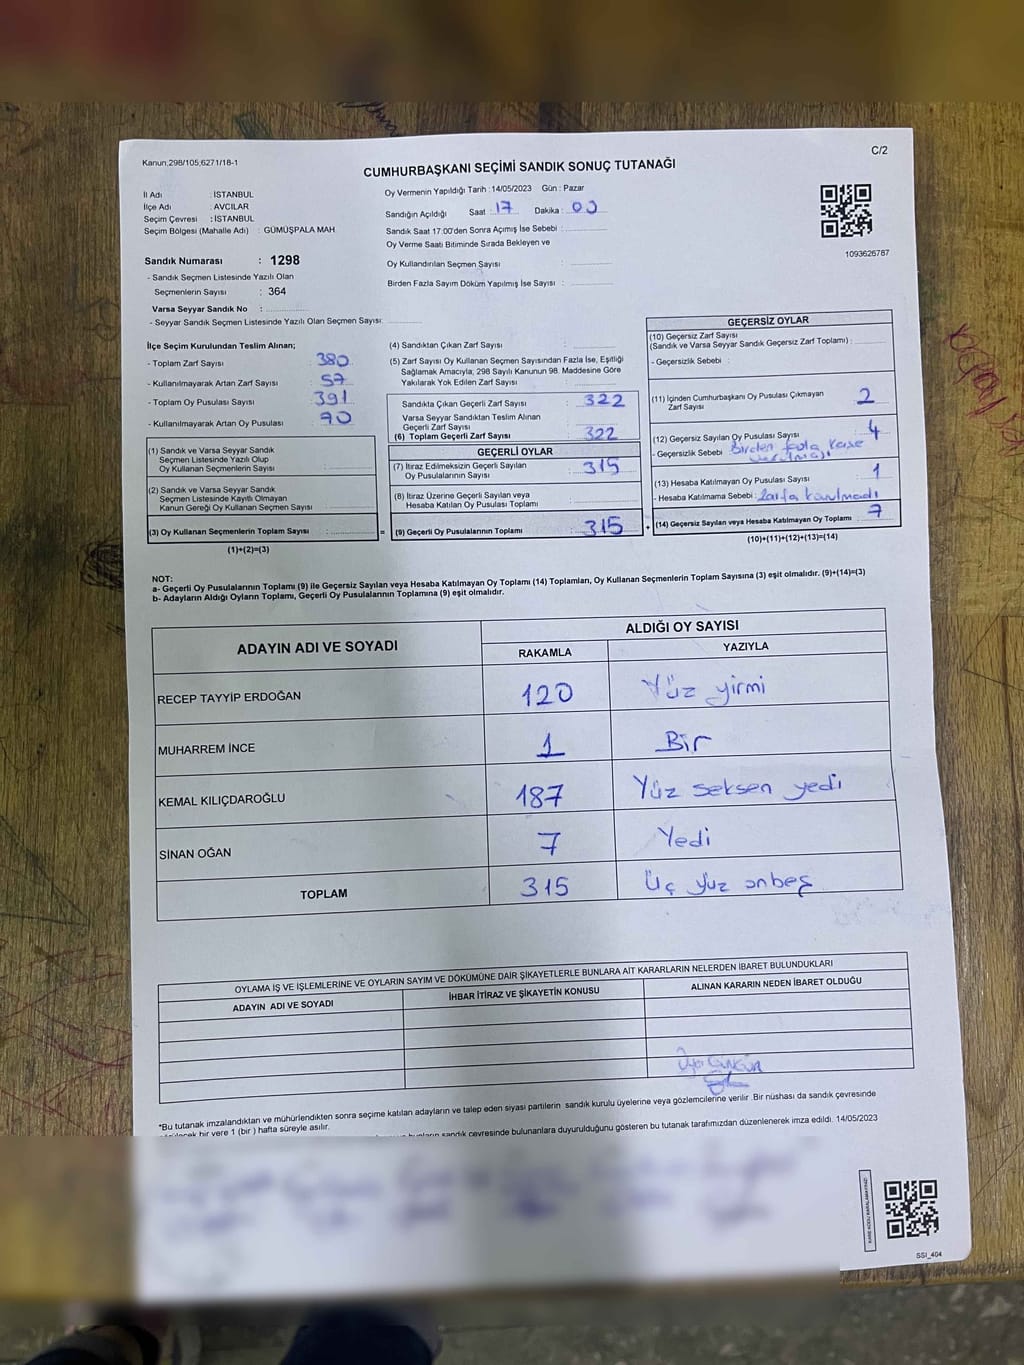 Kanun;298/105;6271/18-1
C/2
CUMHURBAŞKANI SEÇİMİ SANDIK SONUÇ TUTANAĞI
İl Adı : İSTANBUL
İlçe Adı : AVCILAR
Seçim Çevresi : İSTANBUL
Seçim Bölgesi (Mahalle Adı) : GÜMÜŞPALA MAH
Sandık Numarası : 1298
- Sandık Seçmen Listesinde Yazılı Olan
Seçmenlerin Sayısı : 364
Varsa Seyyar Sandık No :
- Seyyar Sandık Seçmen Listesinde Yazılı Olan Seçmen Sayısı:
Oy Vermenin Yapıldığı Tarih :14/05/2023 Gün : Pazar
Sandığın Açıldığı Saat : 17 Dakika : 00
Sandık Saat 17:00'den Sonra Açımış İse Sebebi :
Oy Verme Saati Bitiminde Sırada Bekleyen ve
Oy Kullandırılan Seçmen Sayısı :
Birden Fazla Sayım Döküm Yapılmış İse Sayısı :
1093626787
İlçe Seçim Kurulundan Teslim Alınan;
- Toplam Zarf Sayısı : 380
- Kullanılmayarak Artan Zarf Sayısı : 57
- Toplam Oy Pusulası Sayısı : 391
- Kullanılmayarak Artan Oy Pusulası : 70
(1) Sandık ve Varsa Seyyar Sandık
Seçmen Listesinde Yazılı Olup
Oy Kullanan Seçmenlerin Sayısı :
(2) Sandık ve Varsa Seyyar Sandık
Seçmen Listesinde Kayıtlı Olmayan
Kanun Gereği Oy Kullanan Seçmen Sayısı :
(3) Oy Kullanan Seçmenlerin Toplam Sayısı :
(1)+(2)=(3)
=
(4) Sandıktan Çıkan Zarf Sayısı :
(5) Zarf Sayısı Oy Kullanan Seçmen Sayısından Fazla İse, Eşitliği
Sağlamak Amacıyla; 298 Sayılı Kanunun 98. Maddesine Göre
Yakılarak Yok Edilen Zarf Sayısı :
Sandıkta Çıkan Geçerli Zarf Sayısı : 322
Varsa Seyyar Sandıktan Teslim Alınan
Geçerli Zarf Sayısı :
(6) Toplam Geçerli Zarf Sayısı : 322
GEÇERLİ OYLAR
(7) İtiraz Edilmeksizin Geçerli Sayılan
Oy Pusulalarının Sayısı : 315
(8) İtiraz Üzerine Geçerli Sayılan veya
Hesaba Katılan Oy Pusulası Toplamı :
(9) Geçerli Oy Pusulalarının Toplamı : 315
+
GEÇERSİZ OYLAR
(10) Geçersiz Zarf Sayısı
(Sandık ve Varsa Seyyar Sandık Geçersiz Zarf Toplamı) :
- Geçersizlik Sebebi :
(11) İçinden Cumhurbaşkanı Oy Pusulası Çıkmayan
Zarf Sayısı : 2
(12) Geçersiz Sayılan Oy Pusulası Sayısı : 4
- Geçersizlik Sebebi : Birden fazla kaşe
(13) Hesaba Katılmayan Oy Pusulası Sayısı : 1
- Hesaba Katılmama Sebebi : Zarfa konulmadı
(14) Geçersiz Sayılan veya Hesaba Katılmayan Oy Toplamı : 7
(10)+(11)+(12)+(13)=(14)
NOT:
a- Geçerli Oy Pusulalarının Toplamı (9) ile Geçersiz Sayılan veya Hesaba Katılmayan Oy Toplamı (14) Toplamları, Oy Kullanan Seçmenlerin Toplam Sayısına (3) eşit olmalıdır. (9)+(14)=(3)
b- Adayların Aldığı Oyların Toplamı, Geçerli Oy Pusulalarının Toplamına (9) eşit olmalıdır.
ADAYIN ADI VE SOYADI
ALDIĞI OY SAYISI
RAKAMLA YAZIYLA
RECEP TAYYİP ERDOĞAN 120 Yüz yirmi
MUHARREM İNCE 1 Bir
KEMAL KILIÇDAROĞLU 187 Yüz seksen yedi
SİNAN OĞAN 7 Yedi
TOPLAM 315 Üç yüz onbeş
OYLAMA İŞ VE İŞLEMLERİNE VE OYLARIN SAYIM VE DÖKÜMÜNE DAİR ŞİKAYETLERLE BUNLARA AİT KARARLARIN NELERDEN İBARET BULUNDUKLARI
ADAYIN ADI VE SOYADI İHBAR İTİRAZ VE ŞİKAYETİN KONUSU ALINAN KARARIN NEDEN İBARET OLDUĞU
*Bu tutanak imzalandıktan ve mühürlendikten sonra seçime katılan adayların ve talep eden siyasi partilerin sandık kurulu üyelerine veya gözlemcilerine verilir .Bir nüshası da sandık çevresinde
bir yere 1 (bir ) hafta süreyle asılır.
sandık çevresinde bulunanlara duyurulduğunu gösteren bu tutanak tarafımızdan düzenlenerek imza edildi. 14/05/2023
SSI_404